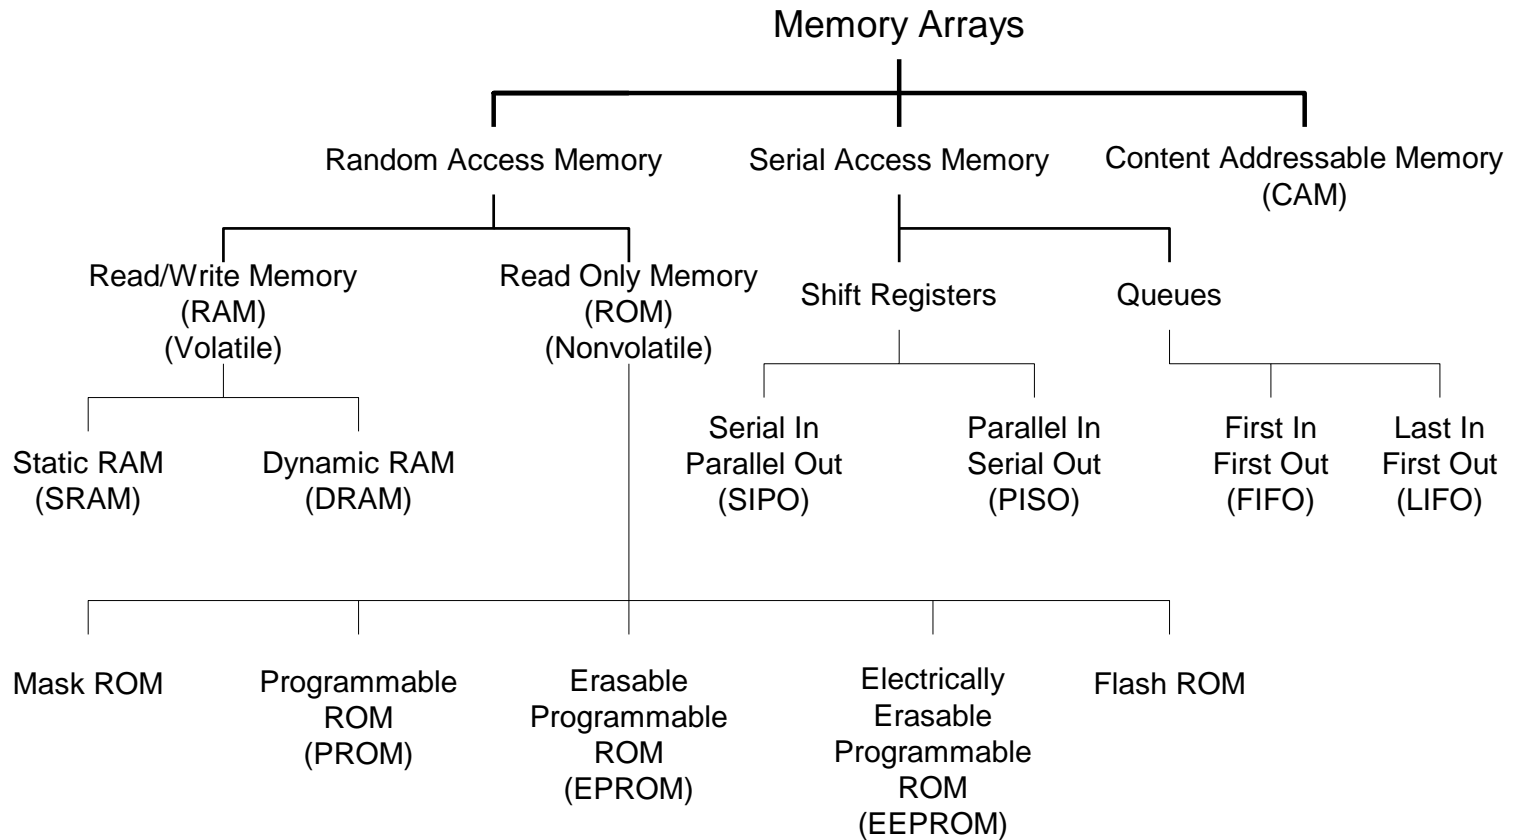 Memory Arrays
Random Access Memory
Serial Access Memory
Content Addressable Memory
(CAM)
Read/Write Memory
(RAM)
(Volatile)
Read Only Memory
(ROM)
(Nonvolatile)
Shift Registers
Queues
Static RAM
(SRAM)
Dynamic RAM
(DRAM)
Serial In
Parallel Out
(SIPO)
Parallel In
Serial Out
(PISO)
First In
First Out
(FIFO)
Last In
First Out
(LIFO)
Mask ROM
Programmable
ROM
(PROM)
Erasable
Programmable
ROM
(EPROM)
Electrically
Erasable
Programmable
ROM
(EEPROM)
Flash ROM